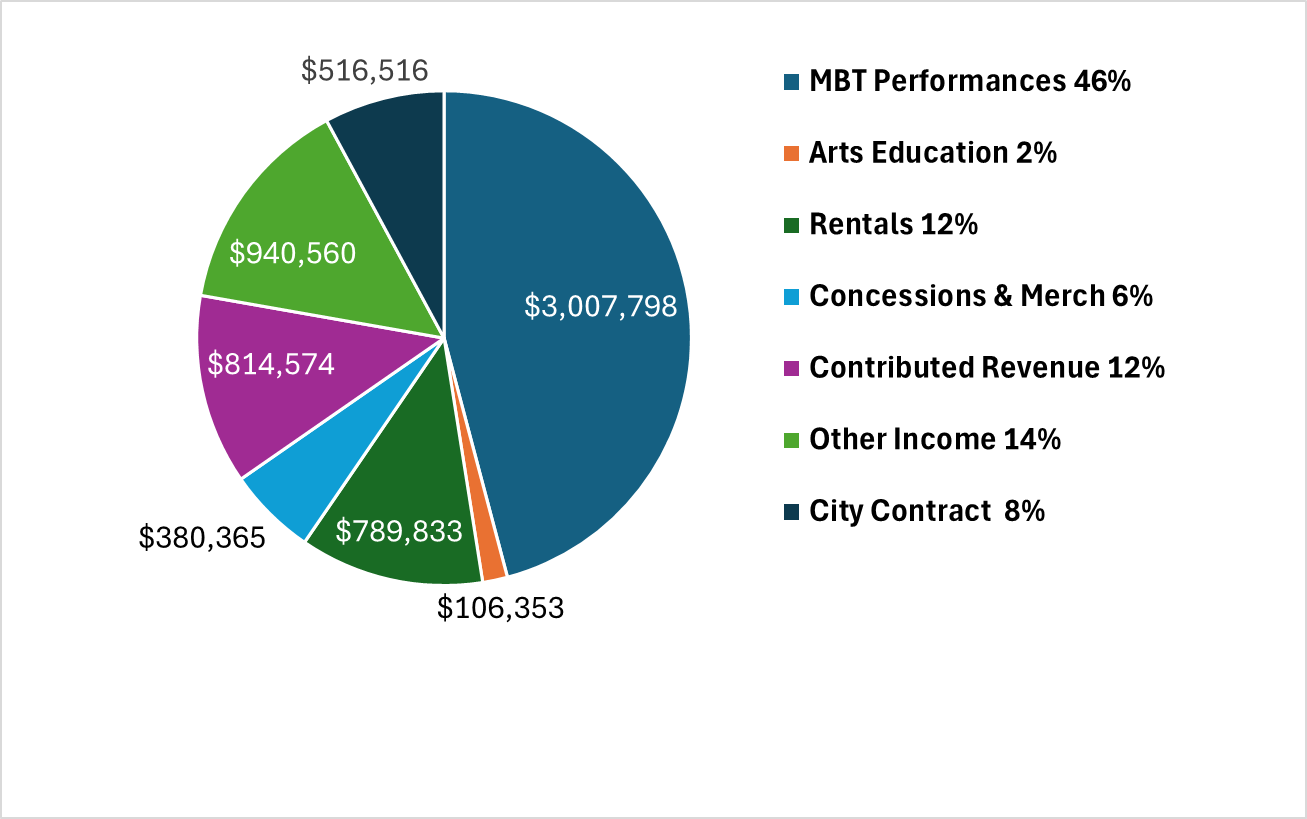 $516,516
$940,560
$3,007,798
$814,574
$789,833
$380,365
$106,353
MBT Performances 46%
Arts Education 2%
Rentals 12%
Concessions & Merch 6%
Contributed Revenue 12%
Other Income 14%
City Contract  8%